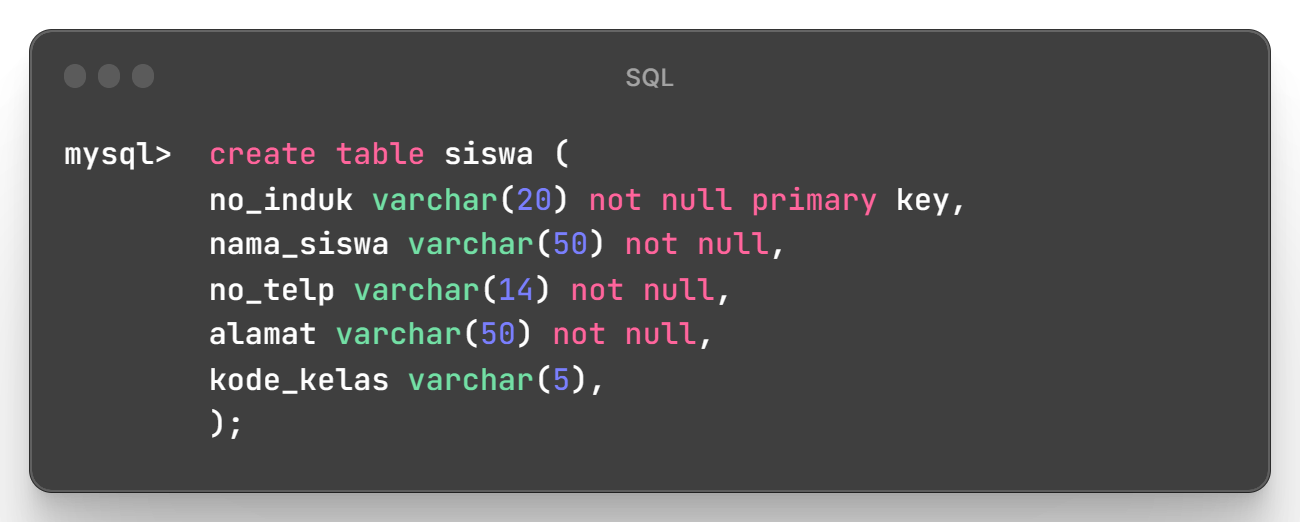 SQL
mysql> create table siswa (
no_induk varchar(20) not null primary key,
nama_siswa varchar(50) not null,
no_telp varchar(14) not null,
alamat varchar(50) not null,
kode_kelas varchar(5),
);